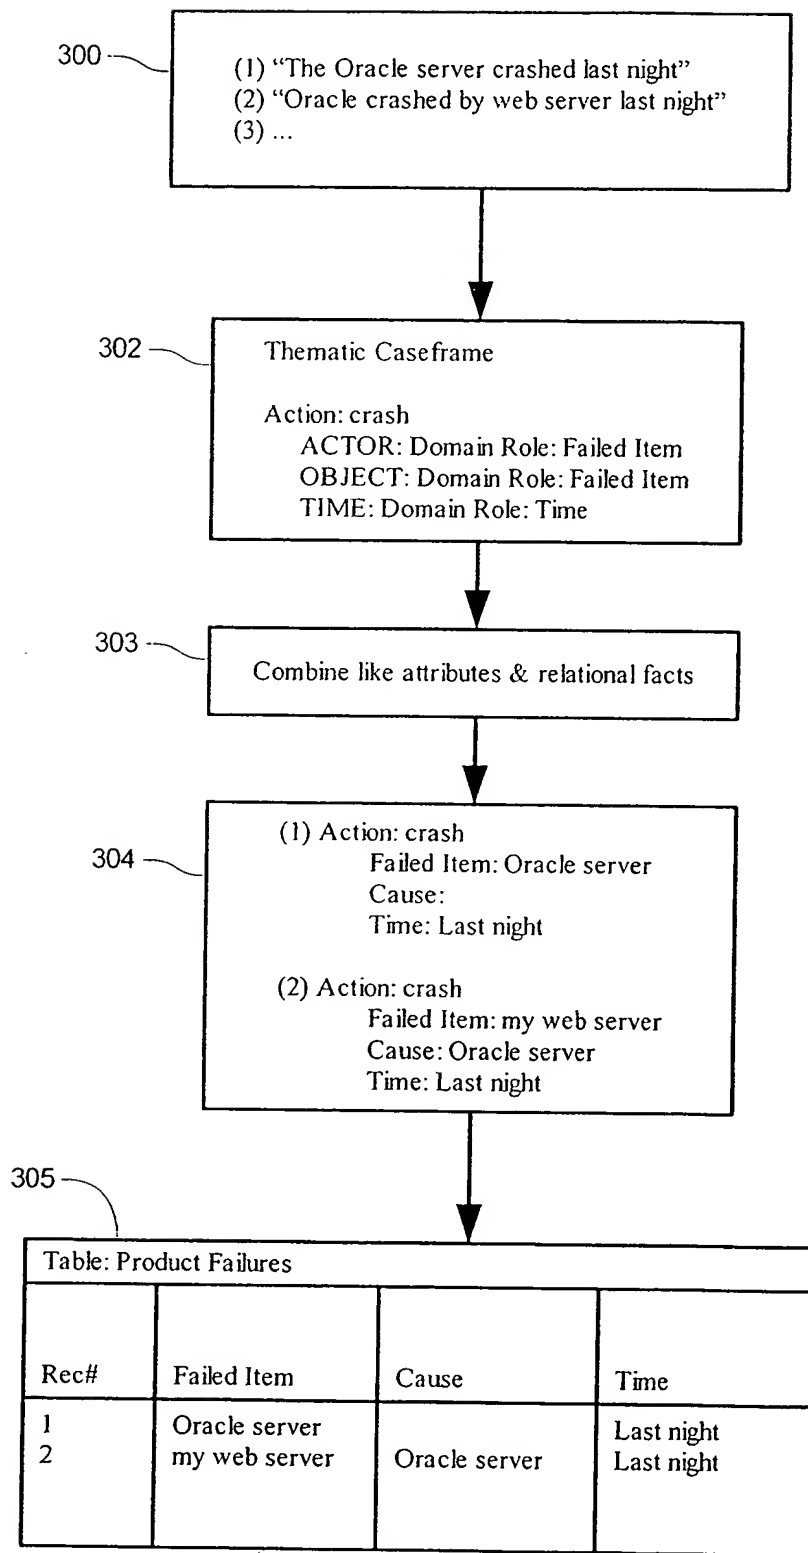 300
(1) “The Oracle server crashed last night”
(2) “Oracle crashed by web server last night”
(3) ...
302
Thematic Caseframe
Action: crash
ACTOR: Domain Role: Failed Item
OBJECT: Domain Role: Failed Item
TIME: Domain Role: Time
303
Combine like attributes & relational facts
304
(1) Action: crash
Failed Item: Oracle server
Cause:
Time: Last night
(2) Action: crash
Failed Item: my web server
Cause: Oracle server
Time: Last night
305
Table: Product Failures
Rec# Failed Item Cause Time
1 Oracle server Last night
2 my web server Oracle server Last night